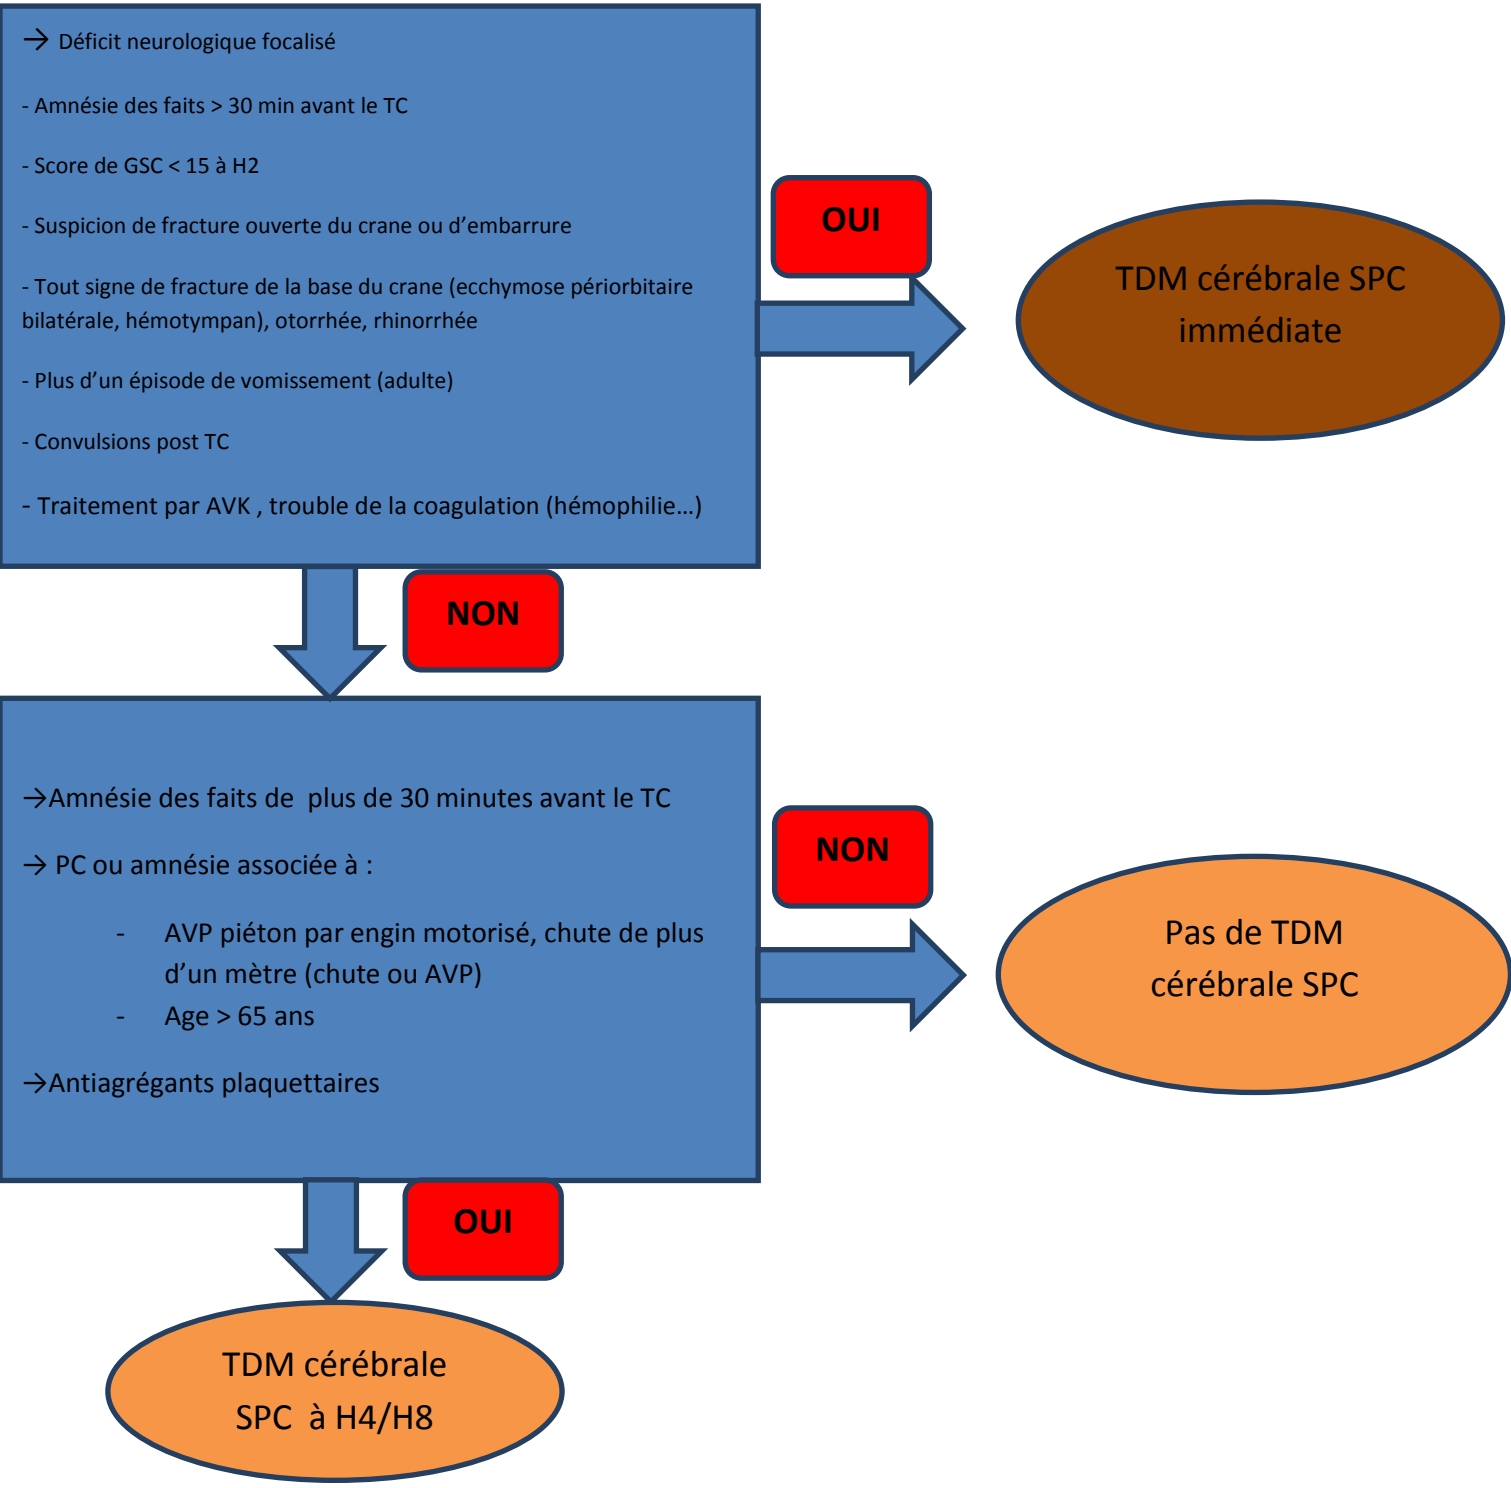 → Déficit neurologique focalisé
- Amnésie des faits > 30 min avant le TC
- Score de GSC < 15 à H2
- Suspicion de fracture ouverte du crane ou d’embarrure
- Tout signe de fracture de la base du crane (ecchymose périorbitaire
bilatérale, hémotympan), otorrhée, rhinorrhée
- Plus d’un épisode de vomissement (adulte)
- Convulsions post TC
- Traitement par AVK , trouble de la coagulation (hémophilie…)
OUI
TDM cérébrale SPC
immédiate
NON
→Amnésie des faits de  plus de 30 minutes avant le TC
→ PC ou amnésie associée à :
- AVP piéton par engin motorisé, chute de plus
d’un mètre (chute ou AVP)
- Age > 65 ans
→Antiagrégants plaquettaires
NON
Pas de TDM
cérébrale SPC
OUI
TDM cérébrale
SPC  à H4/H8